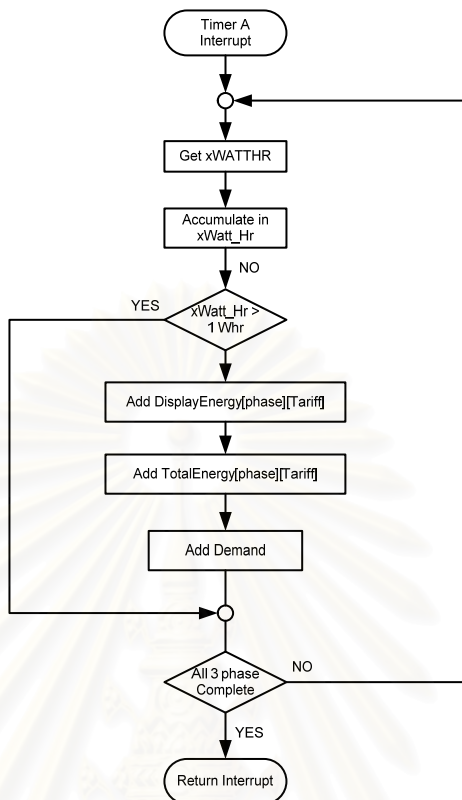 Timer A
Interrupt
Get xWATTHR
Accumulate in
xWatt_Hr
NO
YES
xWatt_Hr >
1 Whr
Add DisplayEnergy[phase][Tariff]
Add TotalEnergy[phase][Tariff]
Add Demand
All 3 phase
Complete
NO
YES
Return Interrupt